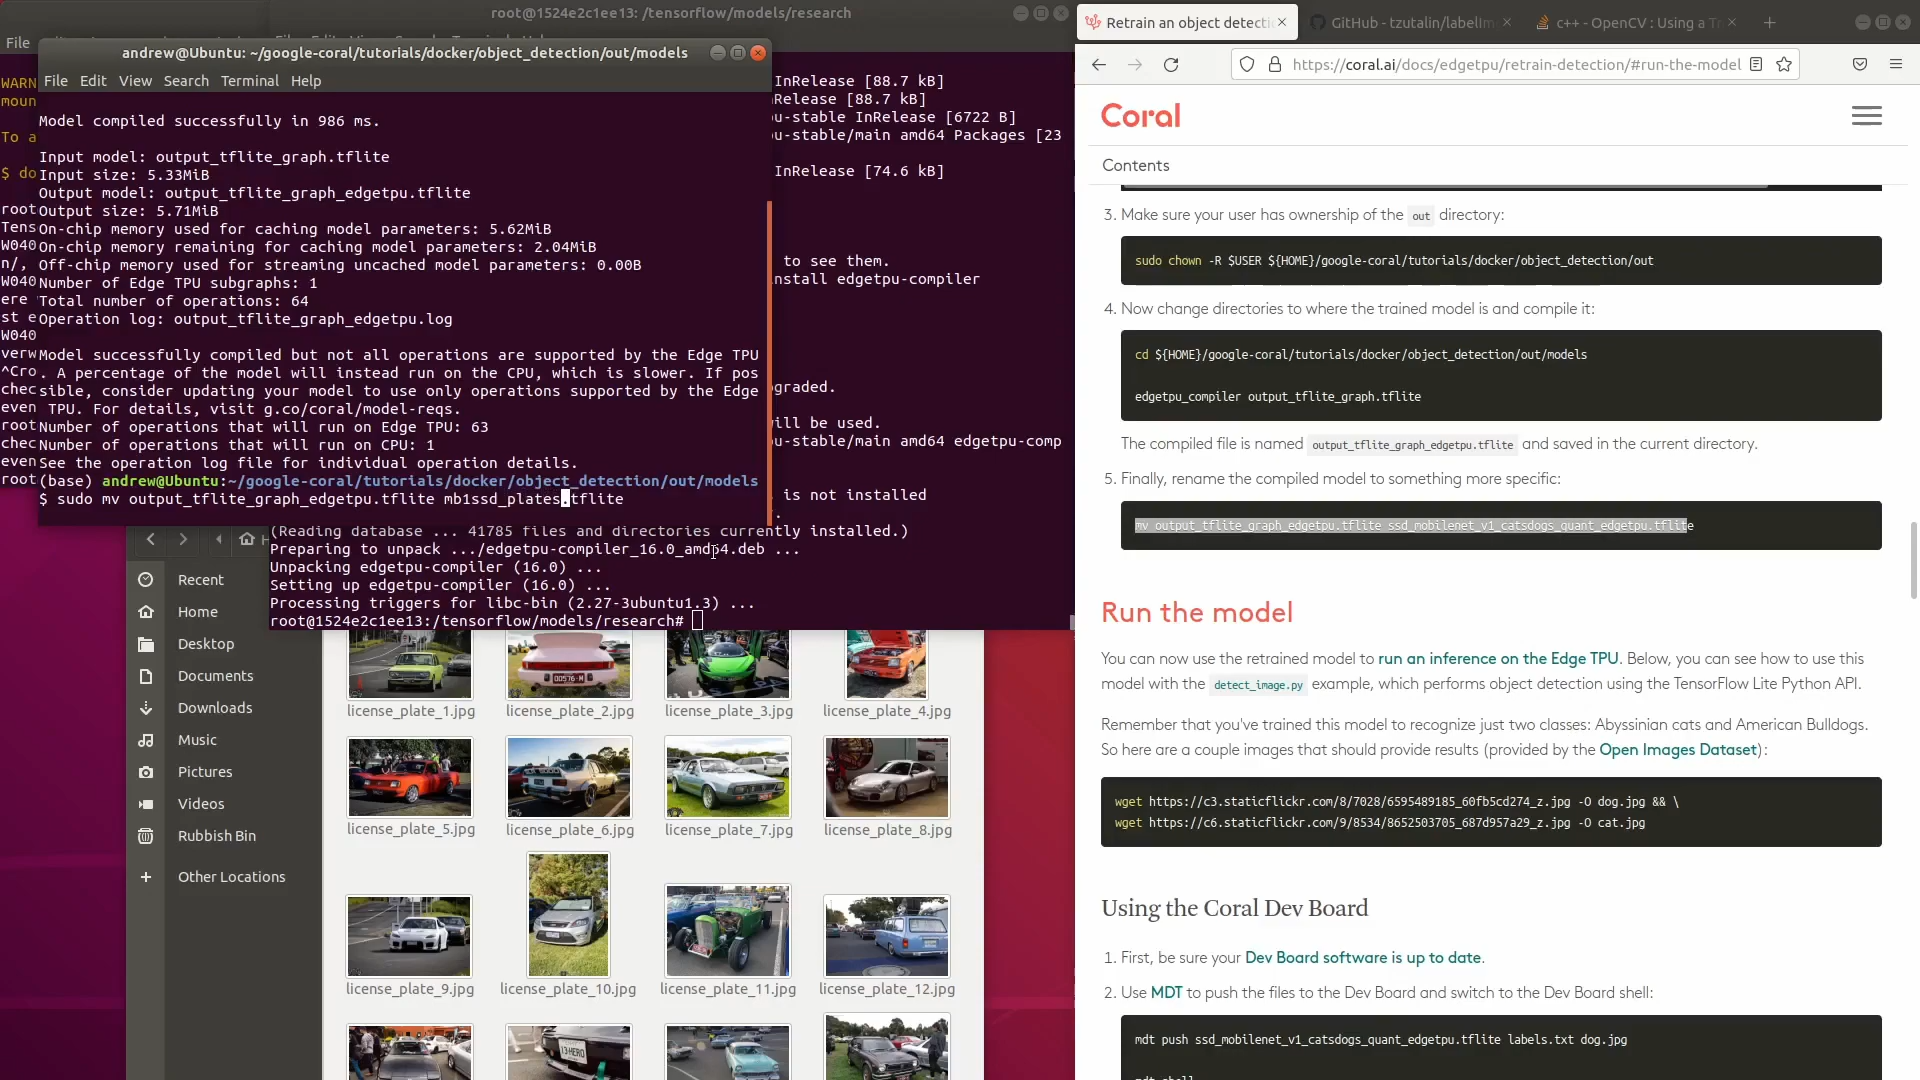 root@1524e2c1ee13: /tensorflow/models/research
File
andrew@Ubuntu: ~/google-coral/tutorials/docker/object_detection/out/models
File Edit View Search Terminal Help
Model compiled successfully in 986 ms.
Input model: output_tflite_graph.tflite
Input size: 5.33MiB
Output model: output_tflite_graph_edgetpu.tflite
Output size: 5.71MiB
On-chip memory used for caching model parameters: 5.62MiB
On-chip memory remaining for caching model parameters: 2.04MiB
Off-chip memory used for streaming uncached model parameters: 0.00B
Number of Edge TPU subgraphs: 1
Total number of operations: 64
Operation log: output_tflite_graph_edgetpu.log
Model successfully compiled but not all operations are supported by the Edge TPU
. A percentage of the model will instead run on the CPU, which is slower. If pos
sible, consider updating your model to use only operations supported by the Edge
TPU. For details, visit g.co/coral/model-reqs.
Number of operations that will run on Edge TPU: 63
Number of operations that will run on CPU: 1
See the operation log file for individual operation details.
(base) andrew@Ubuntu:~/google-coral/tutorials/docker/object_detection/out/models
$ sudo mv output_tflite_graph_edgetpu.tflite mb1ssd_plates.tflite
WARN
moun
To a
$ do
root
Tens
W040
n/,
W040
ere
st e
W040
verw
^Cro
chec
even
root
chec
even
root
InRelease [88.7 kB]
Release [88.7 kB]
u-stable InRelease [6722 B]
u-stable/main amd64 Packages [23
InRelease [74.6 kB]
to see them.
nstall edgetpu-compiler
graded.
ill be used.
u-stable/main amd64 edgetpu-comp
is not installed
(Reading database ... 41785 files and directories currently installed.)
Preparing to unpack .../edgetpu-compiler_16.0_amd64.deb ...
Unpacking edgetpu-compiler (16.0) ...
Setting up edgetpu-compiler (16.0) ...
Processing triggers for libc-bin (2.27-3ubuntu1.3) ...
root@1524e2c1ee13:/tensorflow/models/research#
H
Recent
Home
Desktop
Documents
Downloads
Music
Pictures
Videos
Rubbish Bin
+ Other Locations
00576-M
license_plate_1.jpg
license_plate_2.jpg
license_plate_3.jpg
license_plate_4.jpg
license_plate_5.jpg
license_plate_6.jpg
license_plate_7.jpg
license_plate_8.jpg
license_plate_9.jpg
license_plate_10.jpg
license_plate_11.jpg
license_plate_12.jpg
13-HERO
Retrain an object detecti
GitHub - tzutalin/labelIm
c++ - OpenCV : Using a Tr
https://coral.ai/docs/edgetpu/retrain-detection/#run-the-model
Coral
Contents
3. Make sure your user has ownership of the out directory:
sudo chown -R $USER ${HOME}/google-coral/tutorials/docker/object_detection/out
4. Now change directories to where the trained model is and compile it:
cd ${HOME}/google-coral/tutorials/docker/object_detection/out/models
edgetpu_compiler output_tflite_graph.tflite
The compiled file is named output_tflite_graph_edgetpu.tflite and saved in the current directory.
5. Finally, rename the compiled model to something more specific:
mv output_tflite_graph_edgetpu.tflite ssd_mobilenet_v1_catsdogs_quant_edgetpu.tflite
Run the model
You can now use the retrained model to run an inference on the Edge TPU. Below, you can see how to use this
model with the detect_image.py example, which performs object detection using the TensorFlow Lite Python API.
Remember that you've trained this model to recognize just two classes: Abyssinian cats and American Bulldogs.
So here are a couple images that should provide results (provided by the Open Images Dataset):
wget https://c3.staticflickr.com/8/7028/6595489185_60fb5cd274_z.jpg -O dog.jpg && \
wget https://c6.staticflickr.com/9/8534/8652503705_687d957a29_z.jpg -O cat.jpg
Using the Coral Dev Board
1. First, be sure your Dev Board software is up to date.
2. Use MDT to push the files to the Dev Board and switch to the Dev Board shell:
mdt push ssd_mobilenet_v1_catsdogs_quant_edgetpu.tflite labels.txt dog.jpg